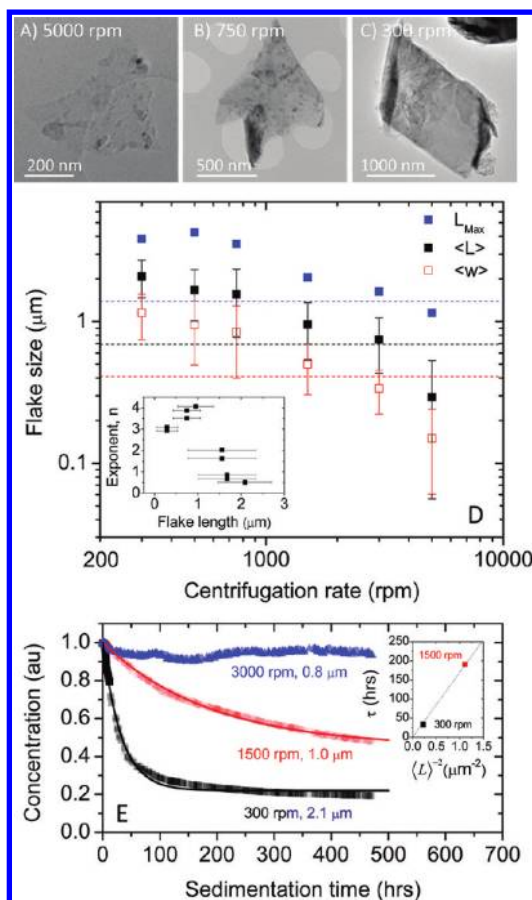 A) 5000 rpm
B) 750 rpm
C) 300 rpm
200 nm
500 nm
1000 nm
L Max
<L>
<w>
Flake size (μm)
1
0.1
Exponent, n
4
3
2
1
0
0 1 2 3
Flake length (μm)
D
200 1000 10000
Centrifugation rate (rpm)
Concentration (au)
1.0
0.8
0.6
0.4
0.2
0.0
3000 rpm, 0.8 μm
1500 rpm, 1.0 μm
300 rpm, 2.1 μm
E
τ (hrs)
250
200
150
100
50
0
1500 rpm
300 rpm
0.0 0.5 1.0 1.5
⟨L⟩⁻²(μm⁻²)
0 100 200 300 400 500 600 700
Sedimentation time (hrs)